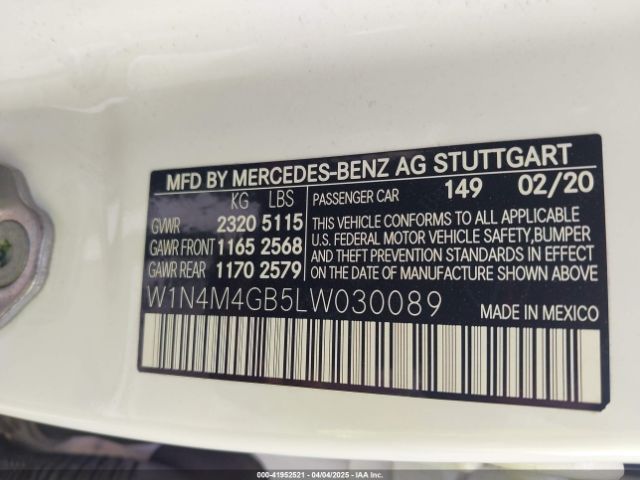 MFD BY MERCEDES-BENZ AG STUTTGART
KG LBS PASSENGER CAR 149 02/20
GVWR 2320 5115 THIS VEHICLE CONFORMS TO ALL APPLICABLE
GAWR FRONT 1165 2568 U.S. FEDERAL MOTOR VEHICLE SAFETY,BUMPER
GAWR REAR 1170 2579 AND THEFT PREVENTION STANDARDS IN EFFECT
ON THE DATE OF MANUFACTURE SHOWN ABOVE.
W1N4M4GB5LW030089 MADE IN MEXICO
000-41952521 - 04/04/2025 - IAA Inc.